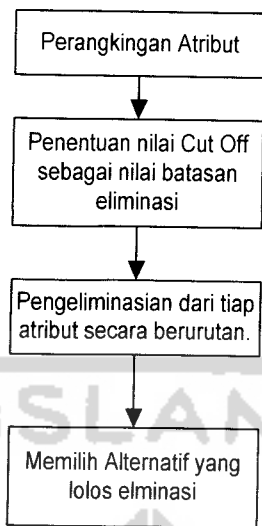 Perangkingan Atribut
Penentuan nilai Cut Off
sebagai nilai batasan
eliminasi
Pengeliminasian dari tiap
atribut secara berurutan.
SLAN
Memilih Alternatif yang
lolos elminasi